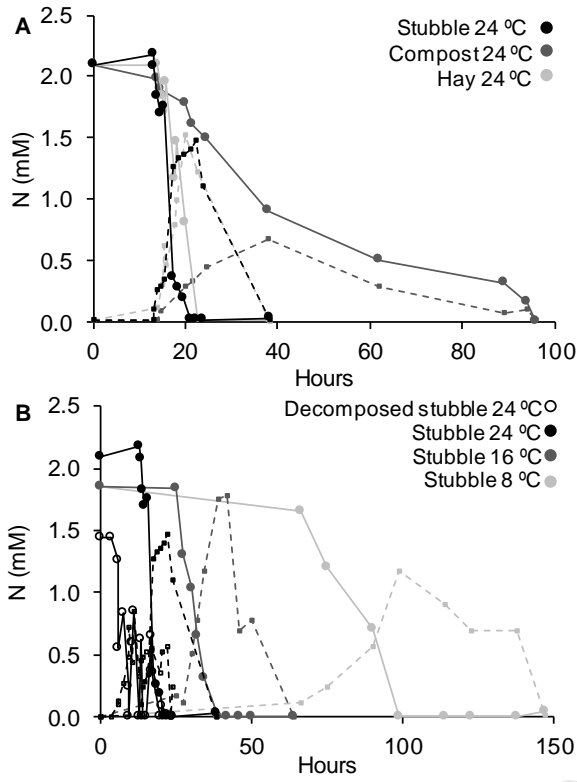 A
2.5
Stubble 24 ºC
Compost 24 ºC
Hay 24 ºC
2.0
1.5
N (mM)
1.0
0.5
0.0
0 20 40 60 80 100
Hours
B
2.5
Decomposed stubble 24 ºC
Stubble 24 ºC
Stubble 16 ºC
Stubble 8 ºC
2.0
1.5
N (mM)
1.0
0.5
0.0
0 50 100 150
Hours